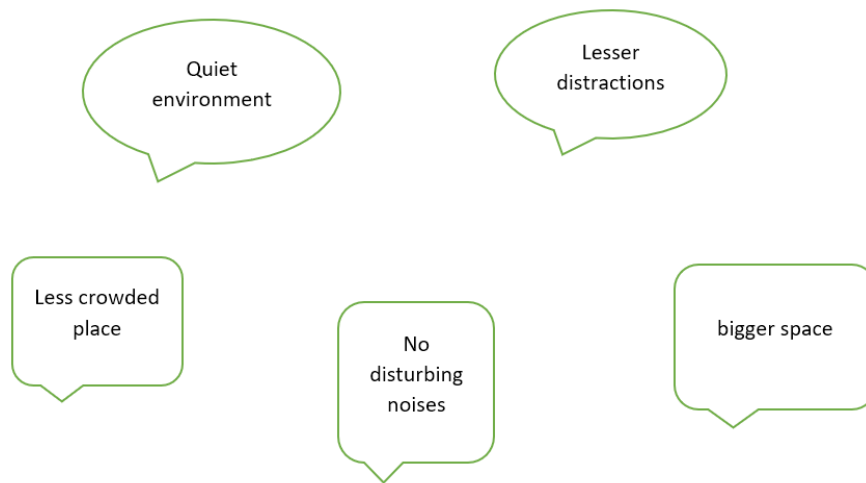 Quiet
environment
Lesser
distractions
Less crowded
place
No
disturbing
noises
bigger space